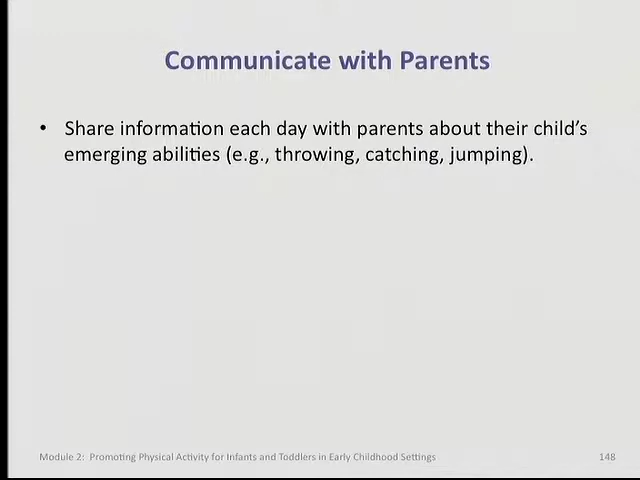 Communicate with Parents
• Share information each day with parents about their child's
emerging abilities (e.g., throwing, catching, jumping).
Module 2: Promoting Physical Activity for Infants and Toddlers in Early Childhood Settings 148